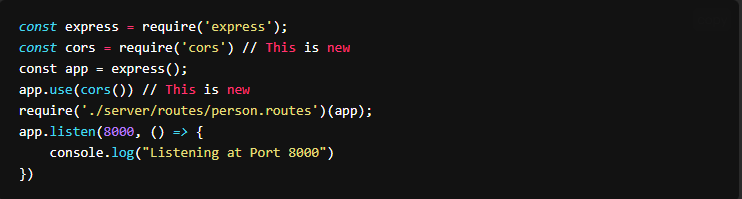 const express = require('express');
const cors = require('cors') // This is new
const app = express();
app.use(cors()) // This is new
require('./server/routes/person.routes')(app);
app.listen(8000, () => {
    console.log("Listening at Port 8000")
})